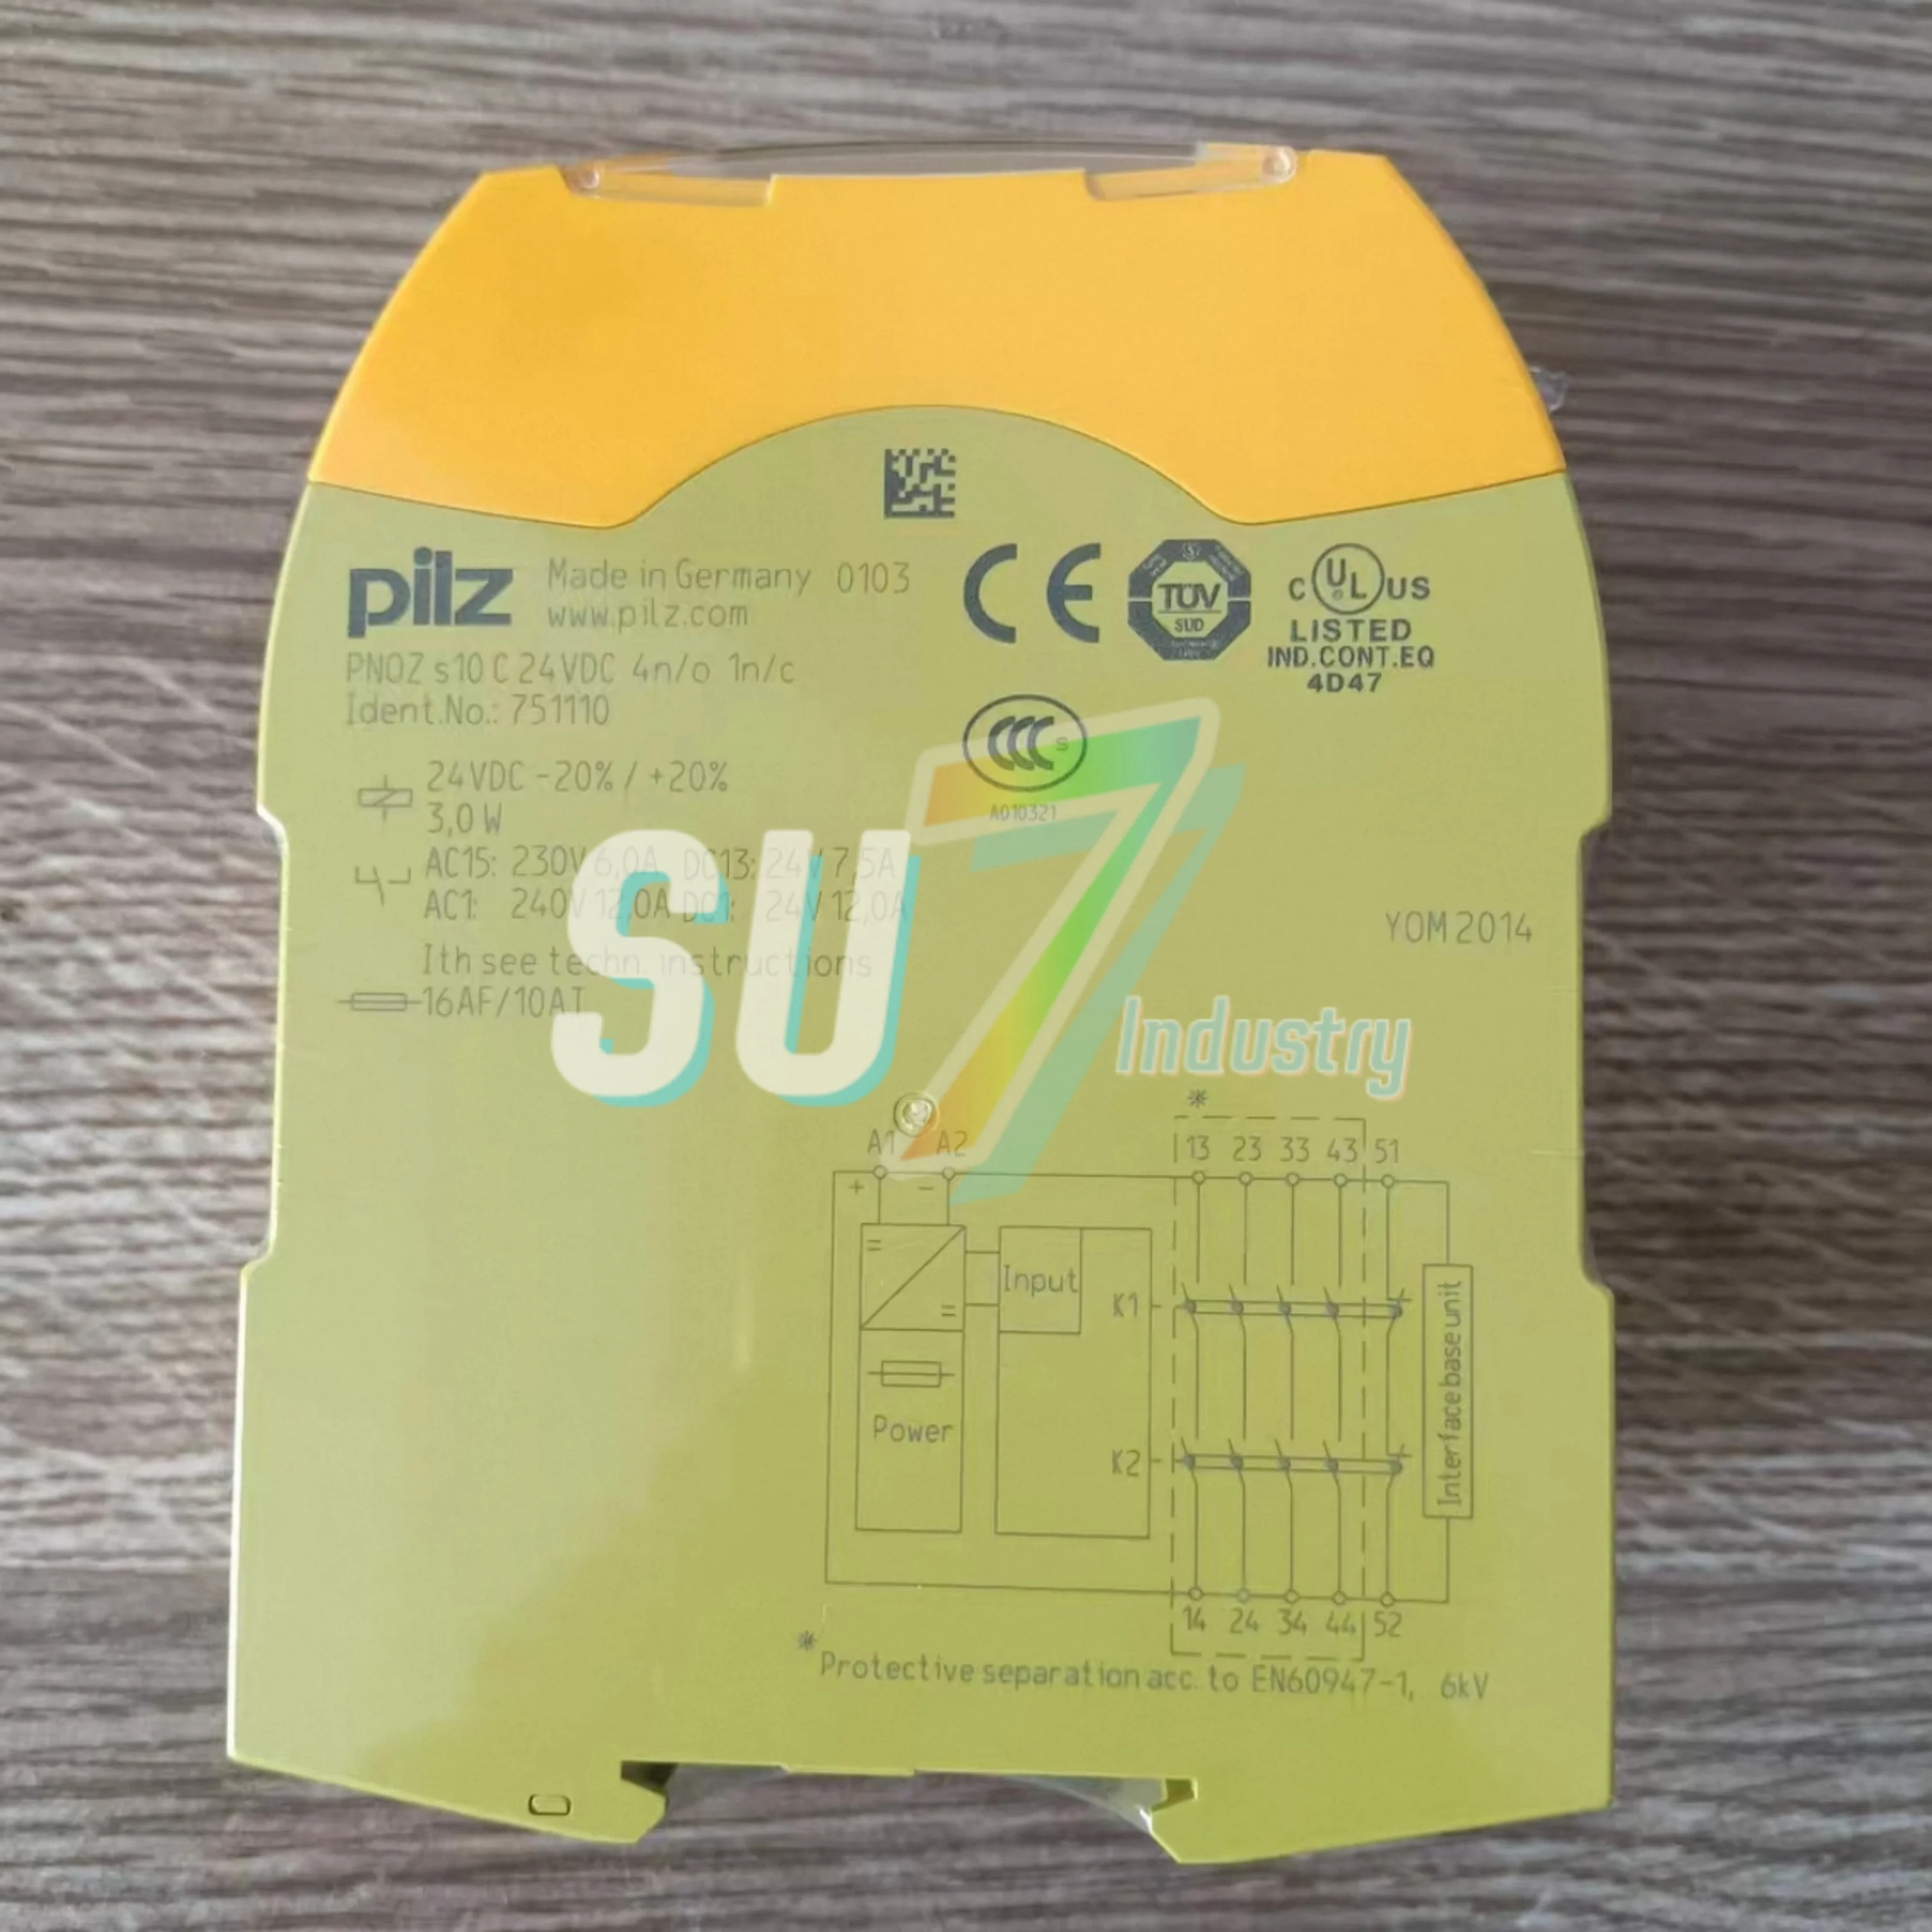 pilz Made in Germany 0103
www.pilz.com
PNOZ s10 C 24VDC 4n/o 1n/c
Ident.No.: 751110
CE
TÜV
SUD
C UL US
LISTED
IND.CONT.EQ
4D47
CCC S
A010321
24VDC -20% / +20%
3,0 W
AC15: 230V 6,0A DC13: 24V 7,5A
AC1: 240V 12,0A DC1: 24V 12,0A
Ith see techn. instructions
16AF/10AT
YOM 2014
SU7
Industry
A1 A2
+ −
*
13 23 33 43 51
Input
K1
Power
K2
Interface base unit
14 24 34 44 52
*Protective separation acc. to EN60947-1, 6kV